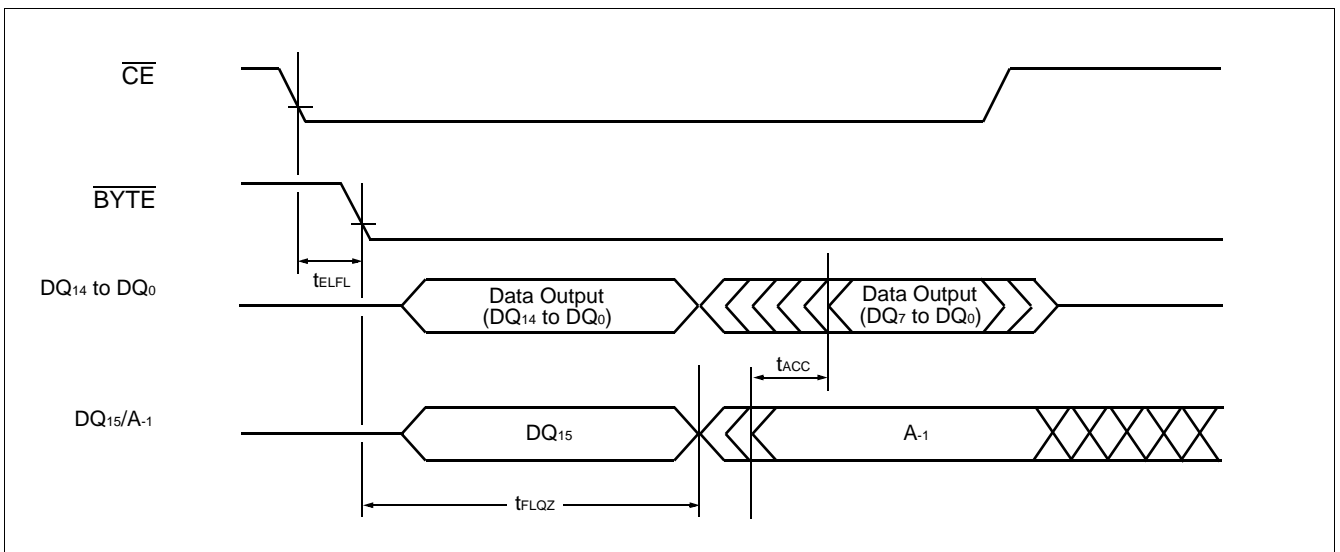 CE
BYTE
tELFL
DQ14 to DQ0
Data Output
(DQ14 to DQ0)
Data Output
(DQ7 to DQ0)
tACC
DQ15/A-1
DQ15
A-1
tFLQZ